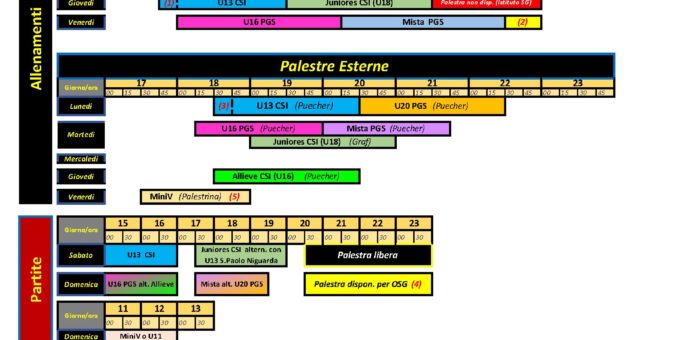 Allenamenti
Giovedi (1) U13 CSI Juniores CSI (U18) Palestra non disp. (Istituto SG)
Venerdi U16 PGS Mista PGS (2)
Palestre Esterne
Giorno/ora 17 18 19 20 21 22 23
00 15 30 45 00 15 30 45 00 15 30 45 00 15 30 45 00 15 30 45 00 15 30 45 00 15 30 45
Lunedi (3) U13 CSI (Puecher) U20 PGS (Puecher)
Martedi U16 PGS (Puecher) Mista PGS (Puecher)
Juniores CSI (U18) (Graf)
Mercoledi
Giovedi Allieve CSI (U16) (Puecher)
Venerdi MiniV (Palestrina) (5)
Partite
Giorno/ora 15 16 17 18 19 20 21 22 23
00 30 00 30 00 30 00 30 00 30 00 30 00 30 00 30 00 30
Sabato U13 CSI Juniores CSI altern. con
U13 S.Paolo Niguarda Palestra libera
Domenica U16 PGS alt. Allieve Mista alt. U20 PGS Palestra dispon. per OSG (4)
Giorno/ora 11 12 13
00 30 00 30 00 30
Domenica MiniV o U11